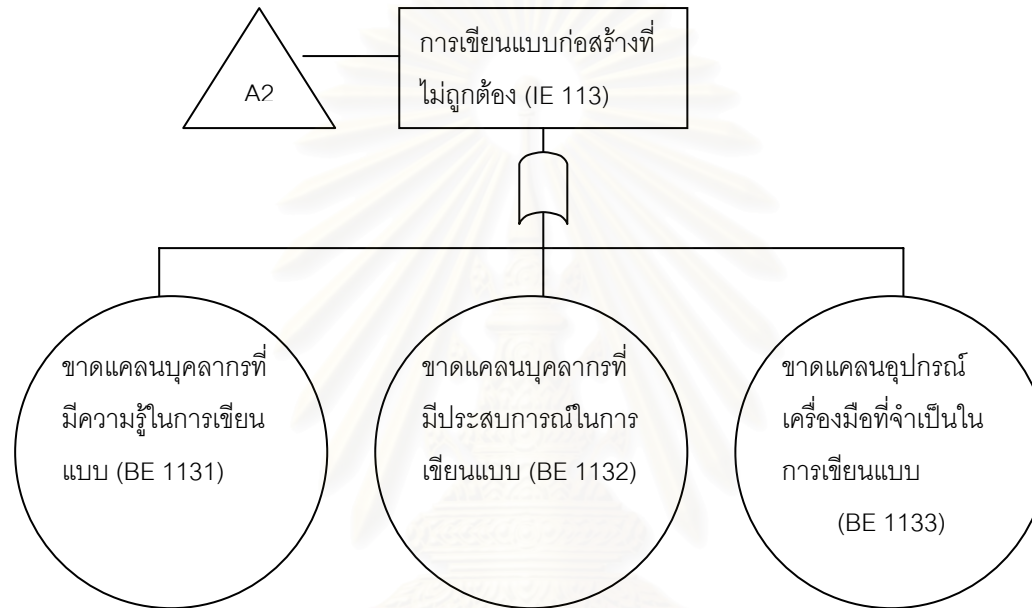 A2
การเขียนแบบก่อสร้างที่
ไม่ถูกต้อง (IE 113)
ขาดแคลนบุคลากรที่
มีความรู้ในการเขียน
แบบ (BE 1131)
ขาดแคลนบุคลากรที่
มีประสบการณ์ในการ
เขียนแบบ (BE 1132)
ขาดแคลนอุปกรณ์
เครื่องมือที่จำเป็นใน
การเขียนแบบ
(BE 1133)